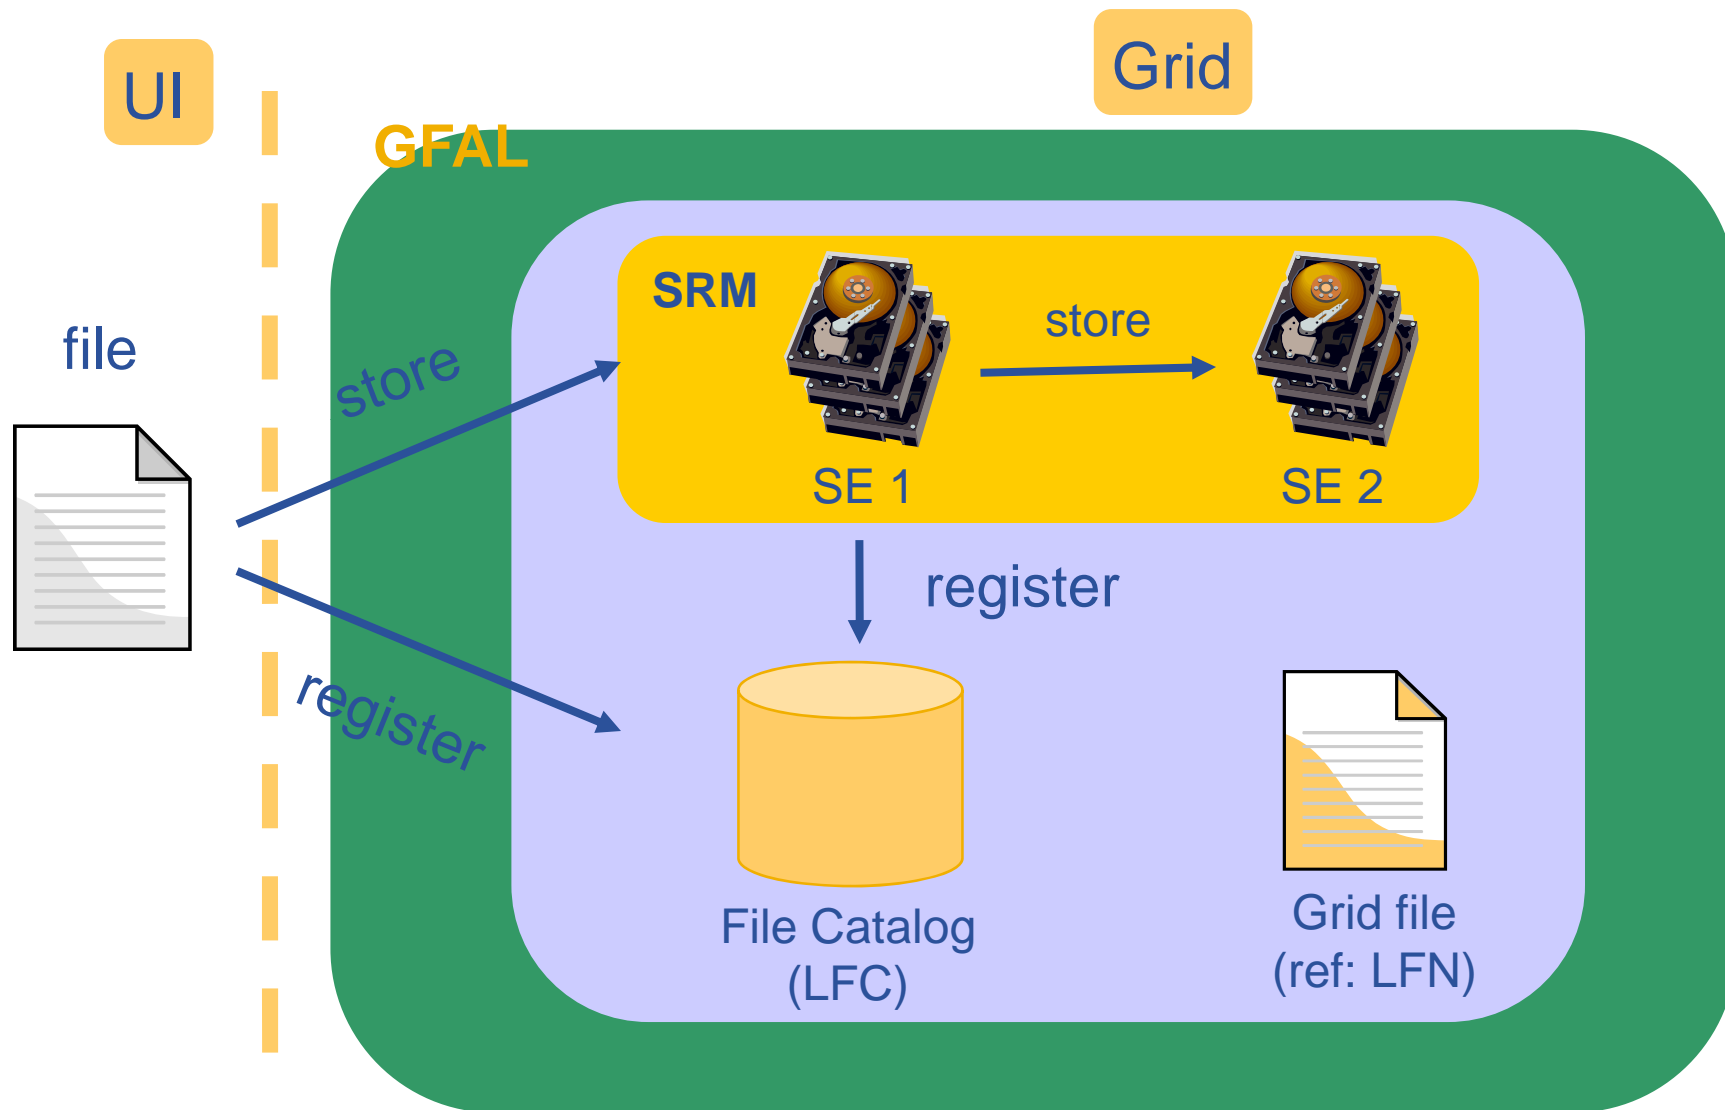 UI
Grid
GFAL
SRM
file
store
store
SE 1
SE 2
register
register
File Catalog
(LFC)
Grid file
(ref: LFN)